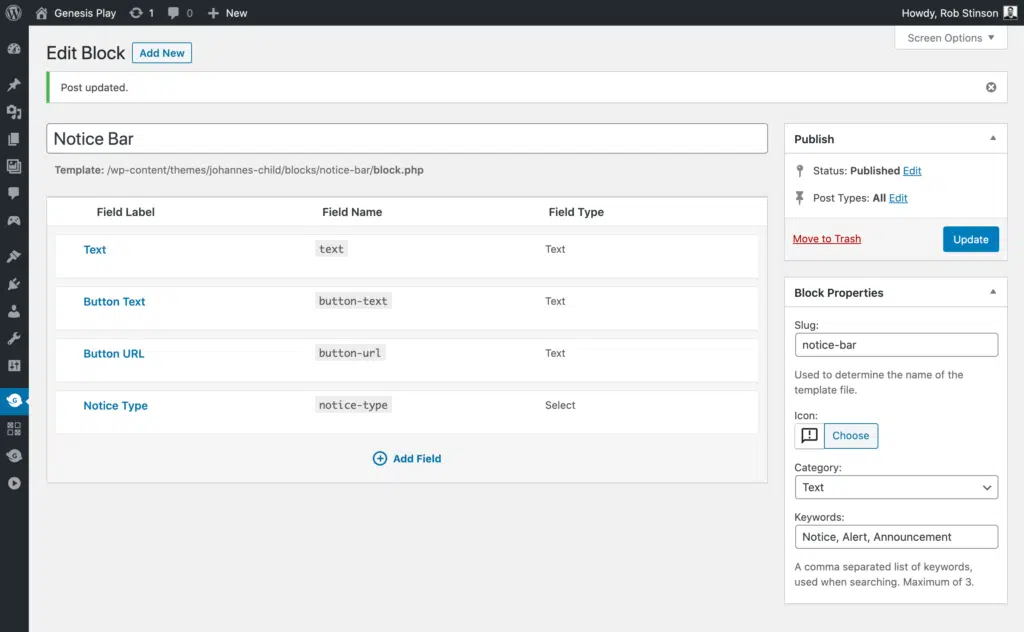 Genesis Play 1 0 New Howdy, Rob Stinson
Screen Options
Edit Block Add New
Post updated.
Notice Bar
Template: /wp-content/themes/johannes-child/blocks/notice-bar/block.php
Field Label Field Name Field Type
Text text Text
Button Text button-text Text
Button URL button-url Text
Notice Type notice-type Select
Add Field
Publish
Status: Published Edit
Post Types: All Edit
Move to Trash Update
Block Properties
Slug:
notice-bar
Used to determine the name of the
template file.
Icon:
Choose
Category:
Text
Keywords:
Notice, Alert, Announcement
A comma separated list of keywords,
used when searching. Maximum of 3.